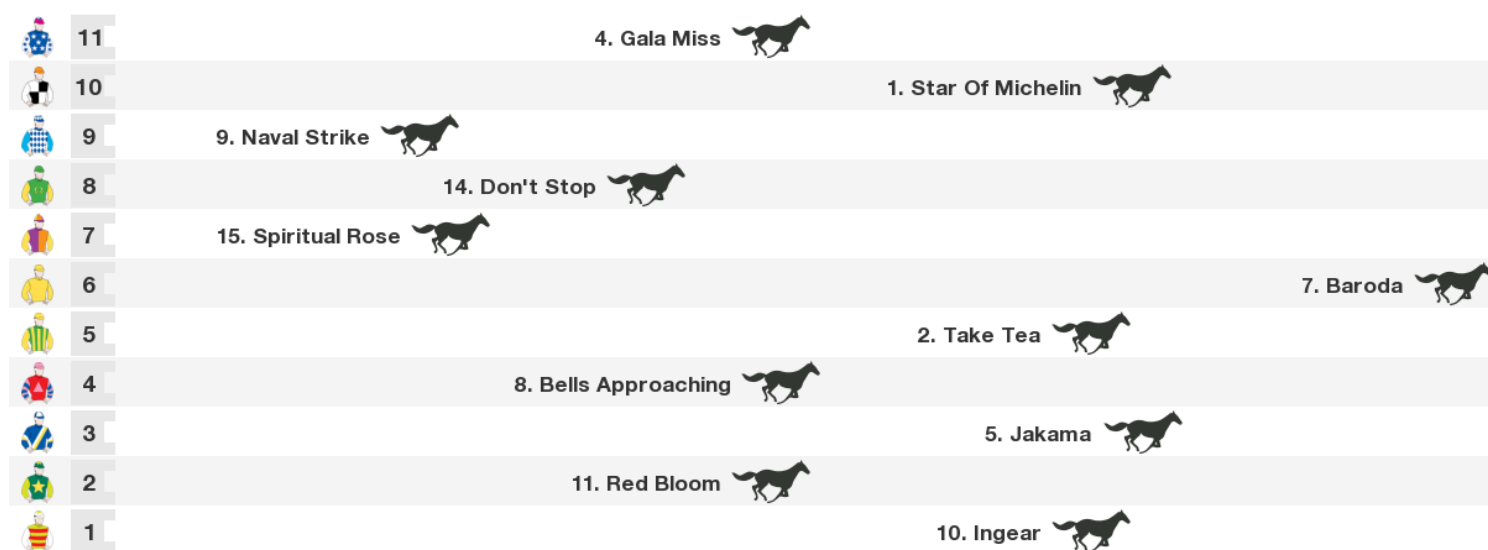 11 4. Gala Miss
10 1. Star Of Michelin
9 9. Naval Strike
8 14. Don't Stop
7 15. Spiritual Rose
6 7. Baroda
5 2. Take Tea
4 8. Bells Approaching
3 5. Jakama
2 11. Red Bloom
1 10. Ingear